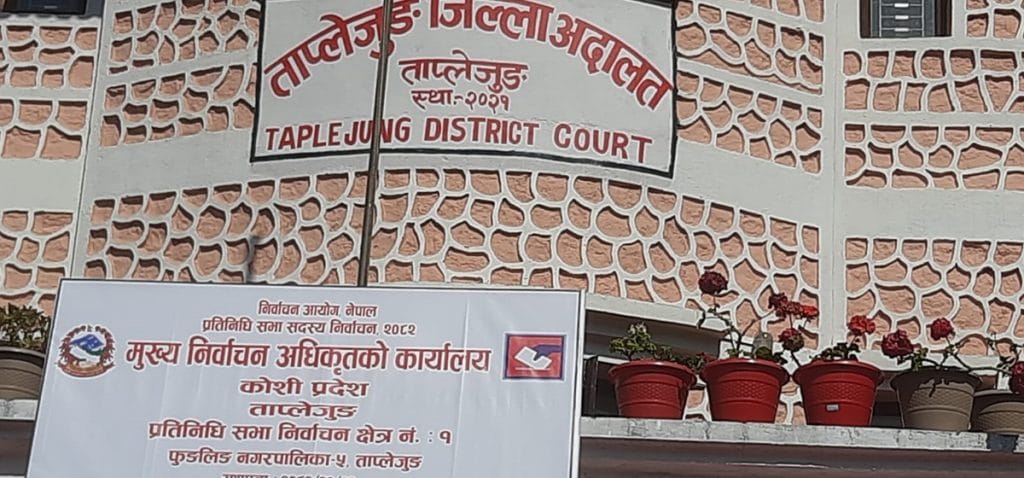 ताप्लेजुङ जिल्ला अदालत
ताप्लेजुङ
स्था:-२०२१
TAPLEJUNG DISTRICT COURT
निर्वाचन आयोग, नेपाल
प्रतिनिधि सभा सदस्य निर्वाचन, २०८२
मुख्य निर्वाचन अधिकृतको कार्यालय
कोशी प्रदेश
ताप्लेजुङ
प्रतिनिधि सभा निर्वाचन क्षेत्र नं. : १
फुङलिङ नगरपालिका-५, ताप्लेजुङ